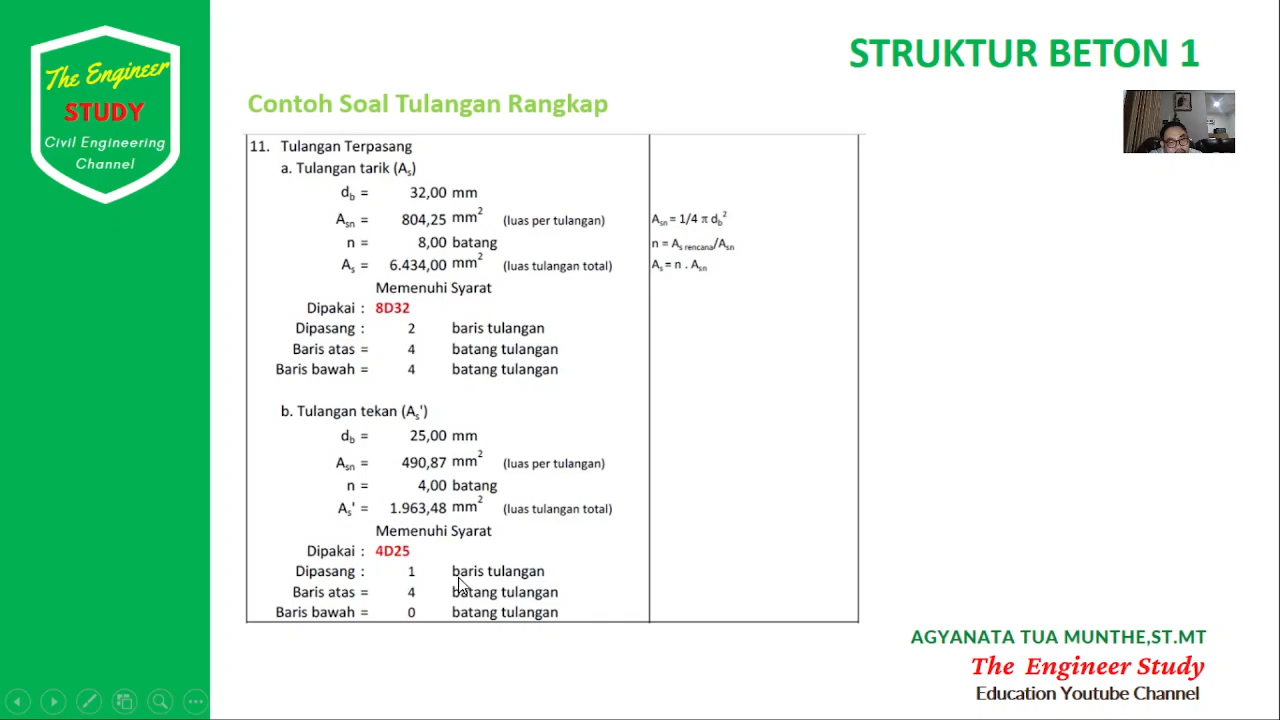 The Engineer
STUDY
Civil Engineering
Channel
STRUKTUR BETON 1
Contoh Soal Tulangan Rangkap
11. Tulangan Terpasang
a. Tulangan tarik (As)
db = 32,00 mm
Asn = 804,25 mm2 (luas per tulangan) Asn = 1/4 π db2
n = 8,00 batang n = As rencana/Asn
As = 6.434,00 mm2 (luas tulangan total) As = n . Asn
Memenuhi Syarat
Dipakai : 8D32
Dipasang : 2 baris tulangan
Baris atas = 4 batang tulangan
Baris bawah = 4 batang tulangan
b. Tulangan tekan (As')
db = 25,00 mm
Asn = 490,87 mm2 (luas per tulangan)
n = 4,00 batang
As' = 1.963,48 mm2 (luas tulangan total)
Memenuhi Syarat
Dipakai : 4D25
Dipasang : 1 baris tulangan
Baris atas = 4 batang tulangan
Baris bawah = 0 batang tulangan
AGYANATA TUA MUNTHE,ST.MT
The Engineer Study
Education Youtube Channel